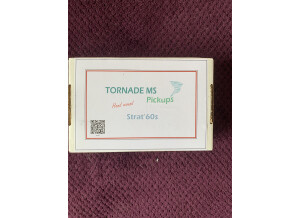 TORNADE MS
Pickups
Hand wound
Strat'60s